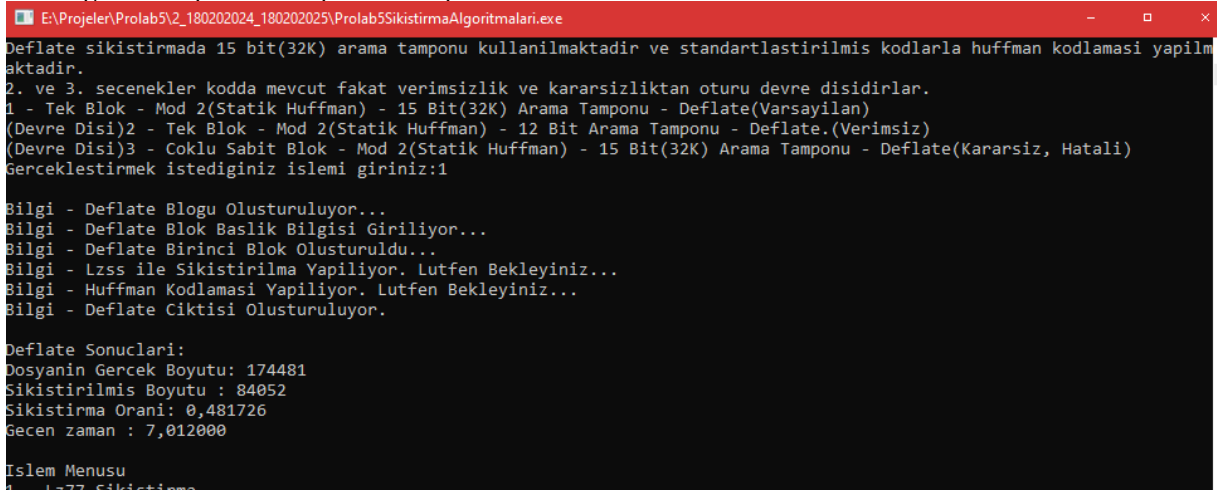 E:\Projeler\Prolab5\2_180202024_180202025\Prolab5SikistirmaAlgoritmalari.exe
Deflate sikistirmada 15 bit(32K) arama tamponu kullanilmaktadir ve standartlastirilmis kodlarla huffman kodlamasi yapilm
aktadir.
2. ve 3. secenekler kodda mevcut fakat verimsizlik ve kararsizliktan oturu devre disidirlar.
1 - Tek Blok - Mod 2(Statik Huffman) - 15 Bit(32K) Arama Tamponu - Deflate(Varsayilan)
(Devre Disi)2 - Tek Blok - Mod 2(Statik Huffman) - 12 Bit Arama Tamponu - Deflate.(Verimsiz)
(Devre Disi)3 - Coklu Sabit Blok - Mod 2(Statik Huffman) - 15 Bit(32K) Arama Tamponu - Deflate(Kararsiz, Hatali)
Gerceklestirmek istediginiz islemi giriniz:1
Bilgi - Deflate Blogu Olusturuluyor...
Bilgi - Deflate Blok Baslik Bilgisi Giriliyor...
Bilgi - Deflate Birinci Blok Olusturuldu...
Bilgi - Lzss ile Sikistirilma Yapiliyor. Lutfen Bekleyiniz...
Bilgi - Huffman Kodlamasi Yapiliyor. Lutfen Bekleyiniz...
Bilgi - Deflate Ciktisi Olusturuluyor.
Deflate Sonuclari:
Dosyanin Gercek Boyutu: 174481
Sikistirilmis Boyutu : 84052
Sikistirma Orani: 0,481726
Gecen zaman : 7,012000
Islem Menusu
1 - Lz77 Sikistirma